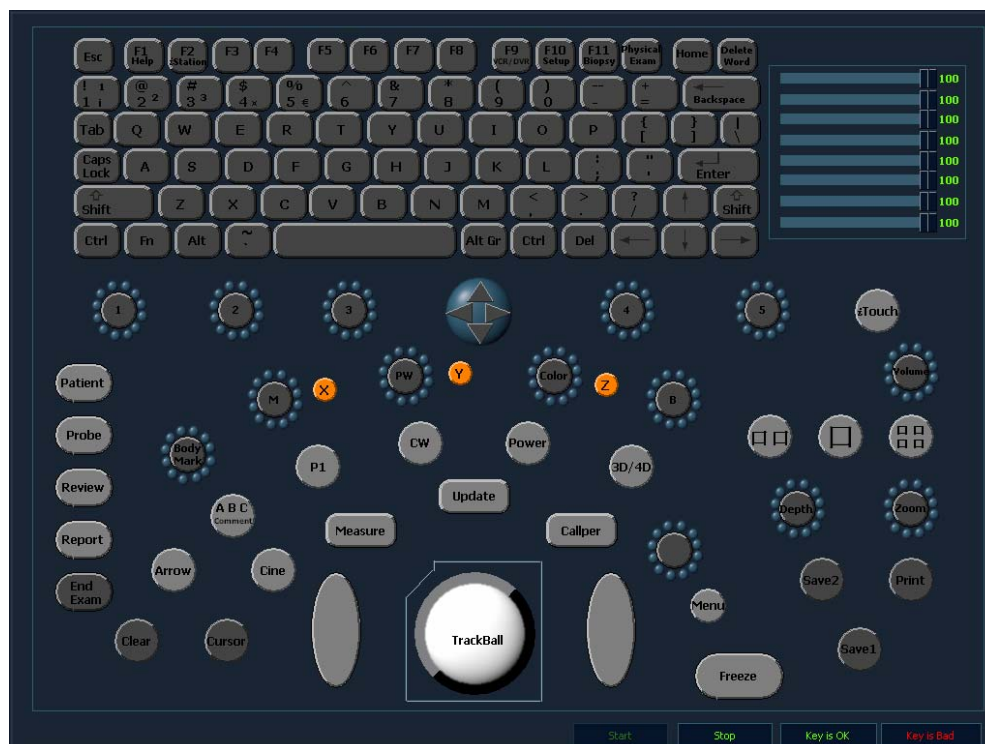 Esc F1 Help F2 iStation F3 F4 F5 F6 F7 F8 F9 VCR/DVR F10 Setup F11 Biopsy Physical Exam Home Delete Word
! 1 1 i @ 2 2 # 3 3 $ 4 × % 5 € ^ 6 & 7 * 8 ( 9 ) 0 — - + = Backspace
Tab Q W E R T Y U I O P { [ } ] | \
Caps Lock A S D F G H J K L : ; " ' Enter
Shift Z X C V B N M < , > . ? / Shift
Ctrl Fn Alt ~ ` Alt Gr Ctrl Del
100
100
100
100
100
100
100
100
1 2 3 4 5 iTouch
Patient M X PW Y Color Z B Volume
Probe Body Mark P1 CW Power 3D/4D
Review Update Depth Zoom
A B C Comment
Report Measure Callper
Arrow Cine
End Exam Save2 Print
Menu
Clear Cursor TrackBall Save1
Freeze
Start Stop Key is OK Key is Bad